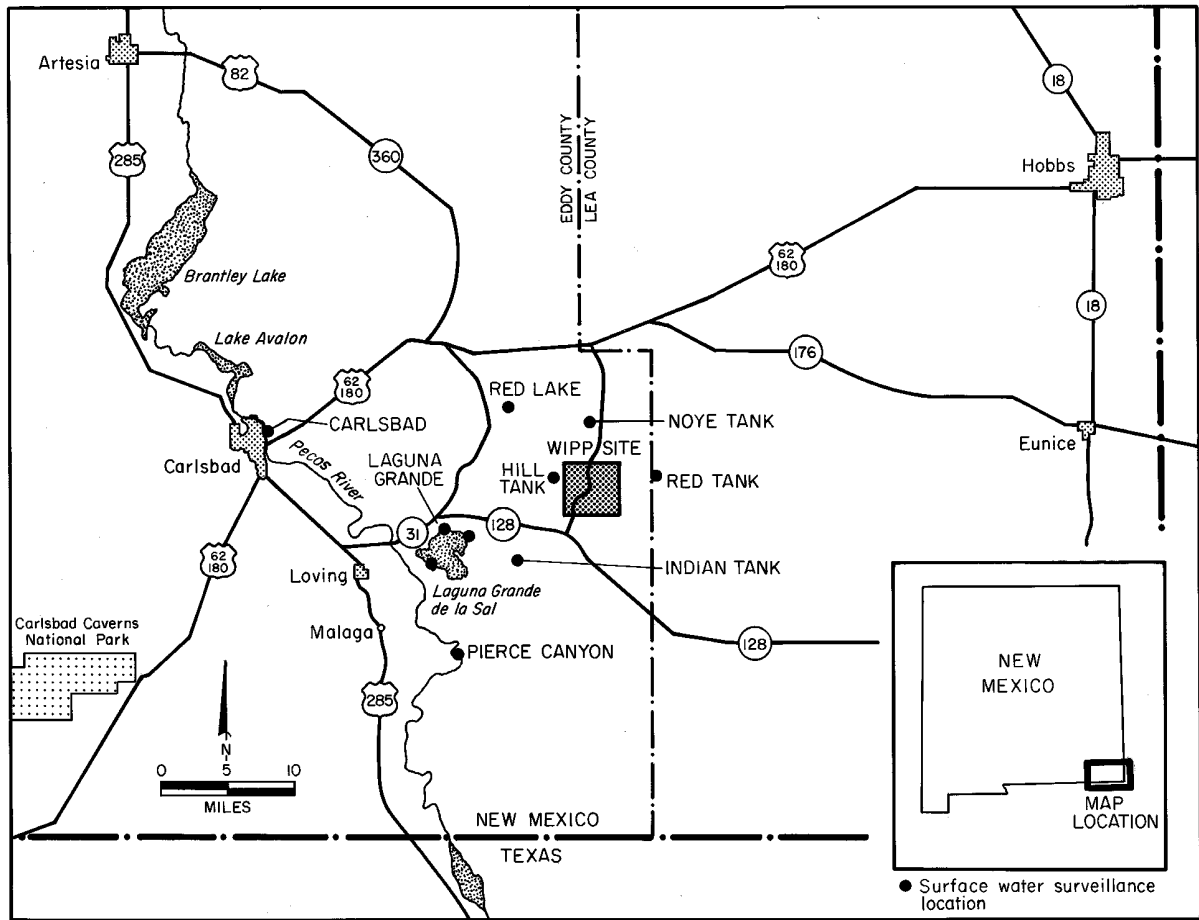 Artesia
82
18
285
360
EDDY COUNTY
LEA COUNTY
Hobbs
Brantley Lake
62
180
18
Lake Avalon
62
180
176
RED LAKE
CARLSBAD
NOYE TANK
Carlsbad
Pecos River
LAGUNA
GRANDE
WIPP SITE
HILL
TANK
RED TANK
Eunice
31
128
62
180
Loving
INDIAN TANK
Laguna Grande
de la Sal
Malaga
Carlsbad Caverns
National Park
PIERCE CANYON
128
285
N
0 5 10
MILES
NEW MEXICO
TEXAS
NEW
MEXICO
MAP
LOCATION
Surface water surveillance
location